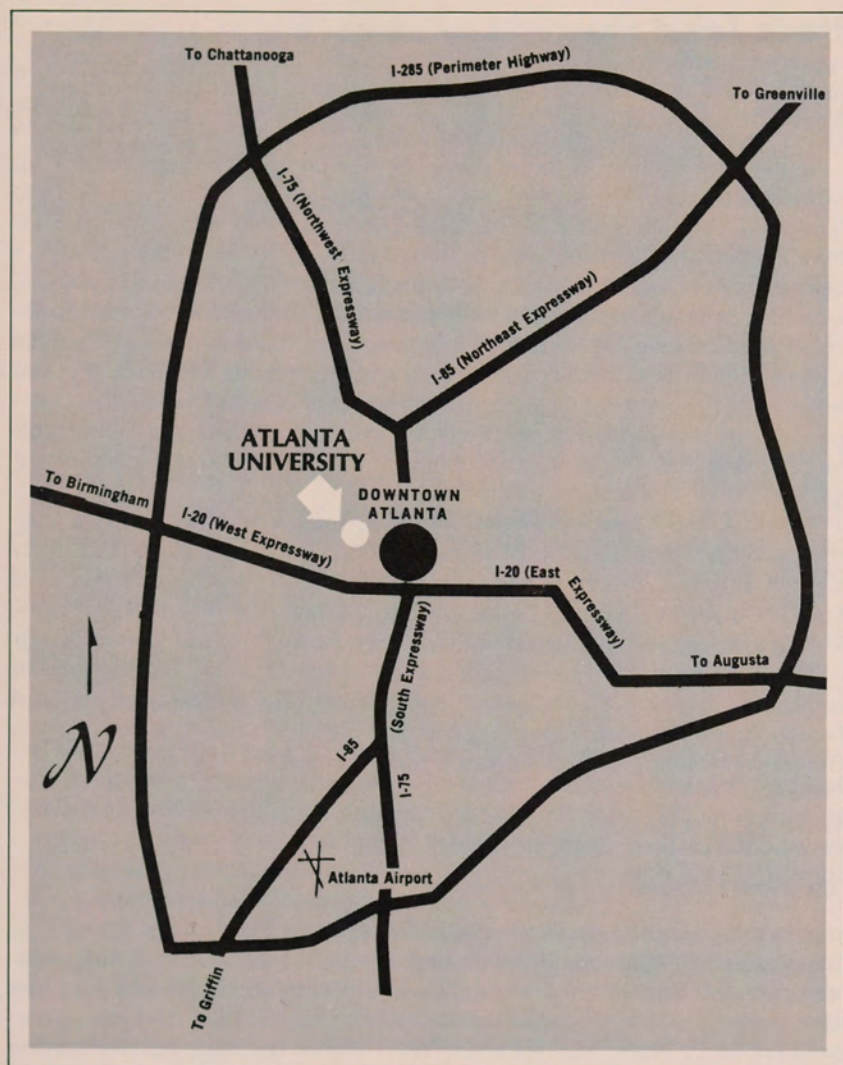 To Chattanooga
I-285 (Perimeter Highway)
To Greenville
I-75 (Northwest Expressway)
I-85 (Northeast Expressway)
ATLANTA
UNIVERSITY
DOWNTOWN
ATLANTA
To Birmingham
I-20 (West Expressway)
I-20 (East Expressway)
To Augusta
(South Expressway)
N
I-85
I-75
Atlanta Airport
To Griffin